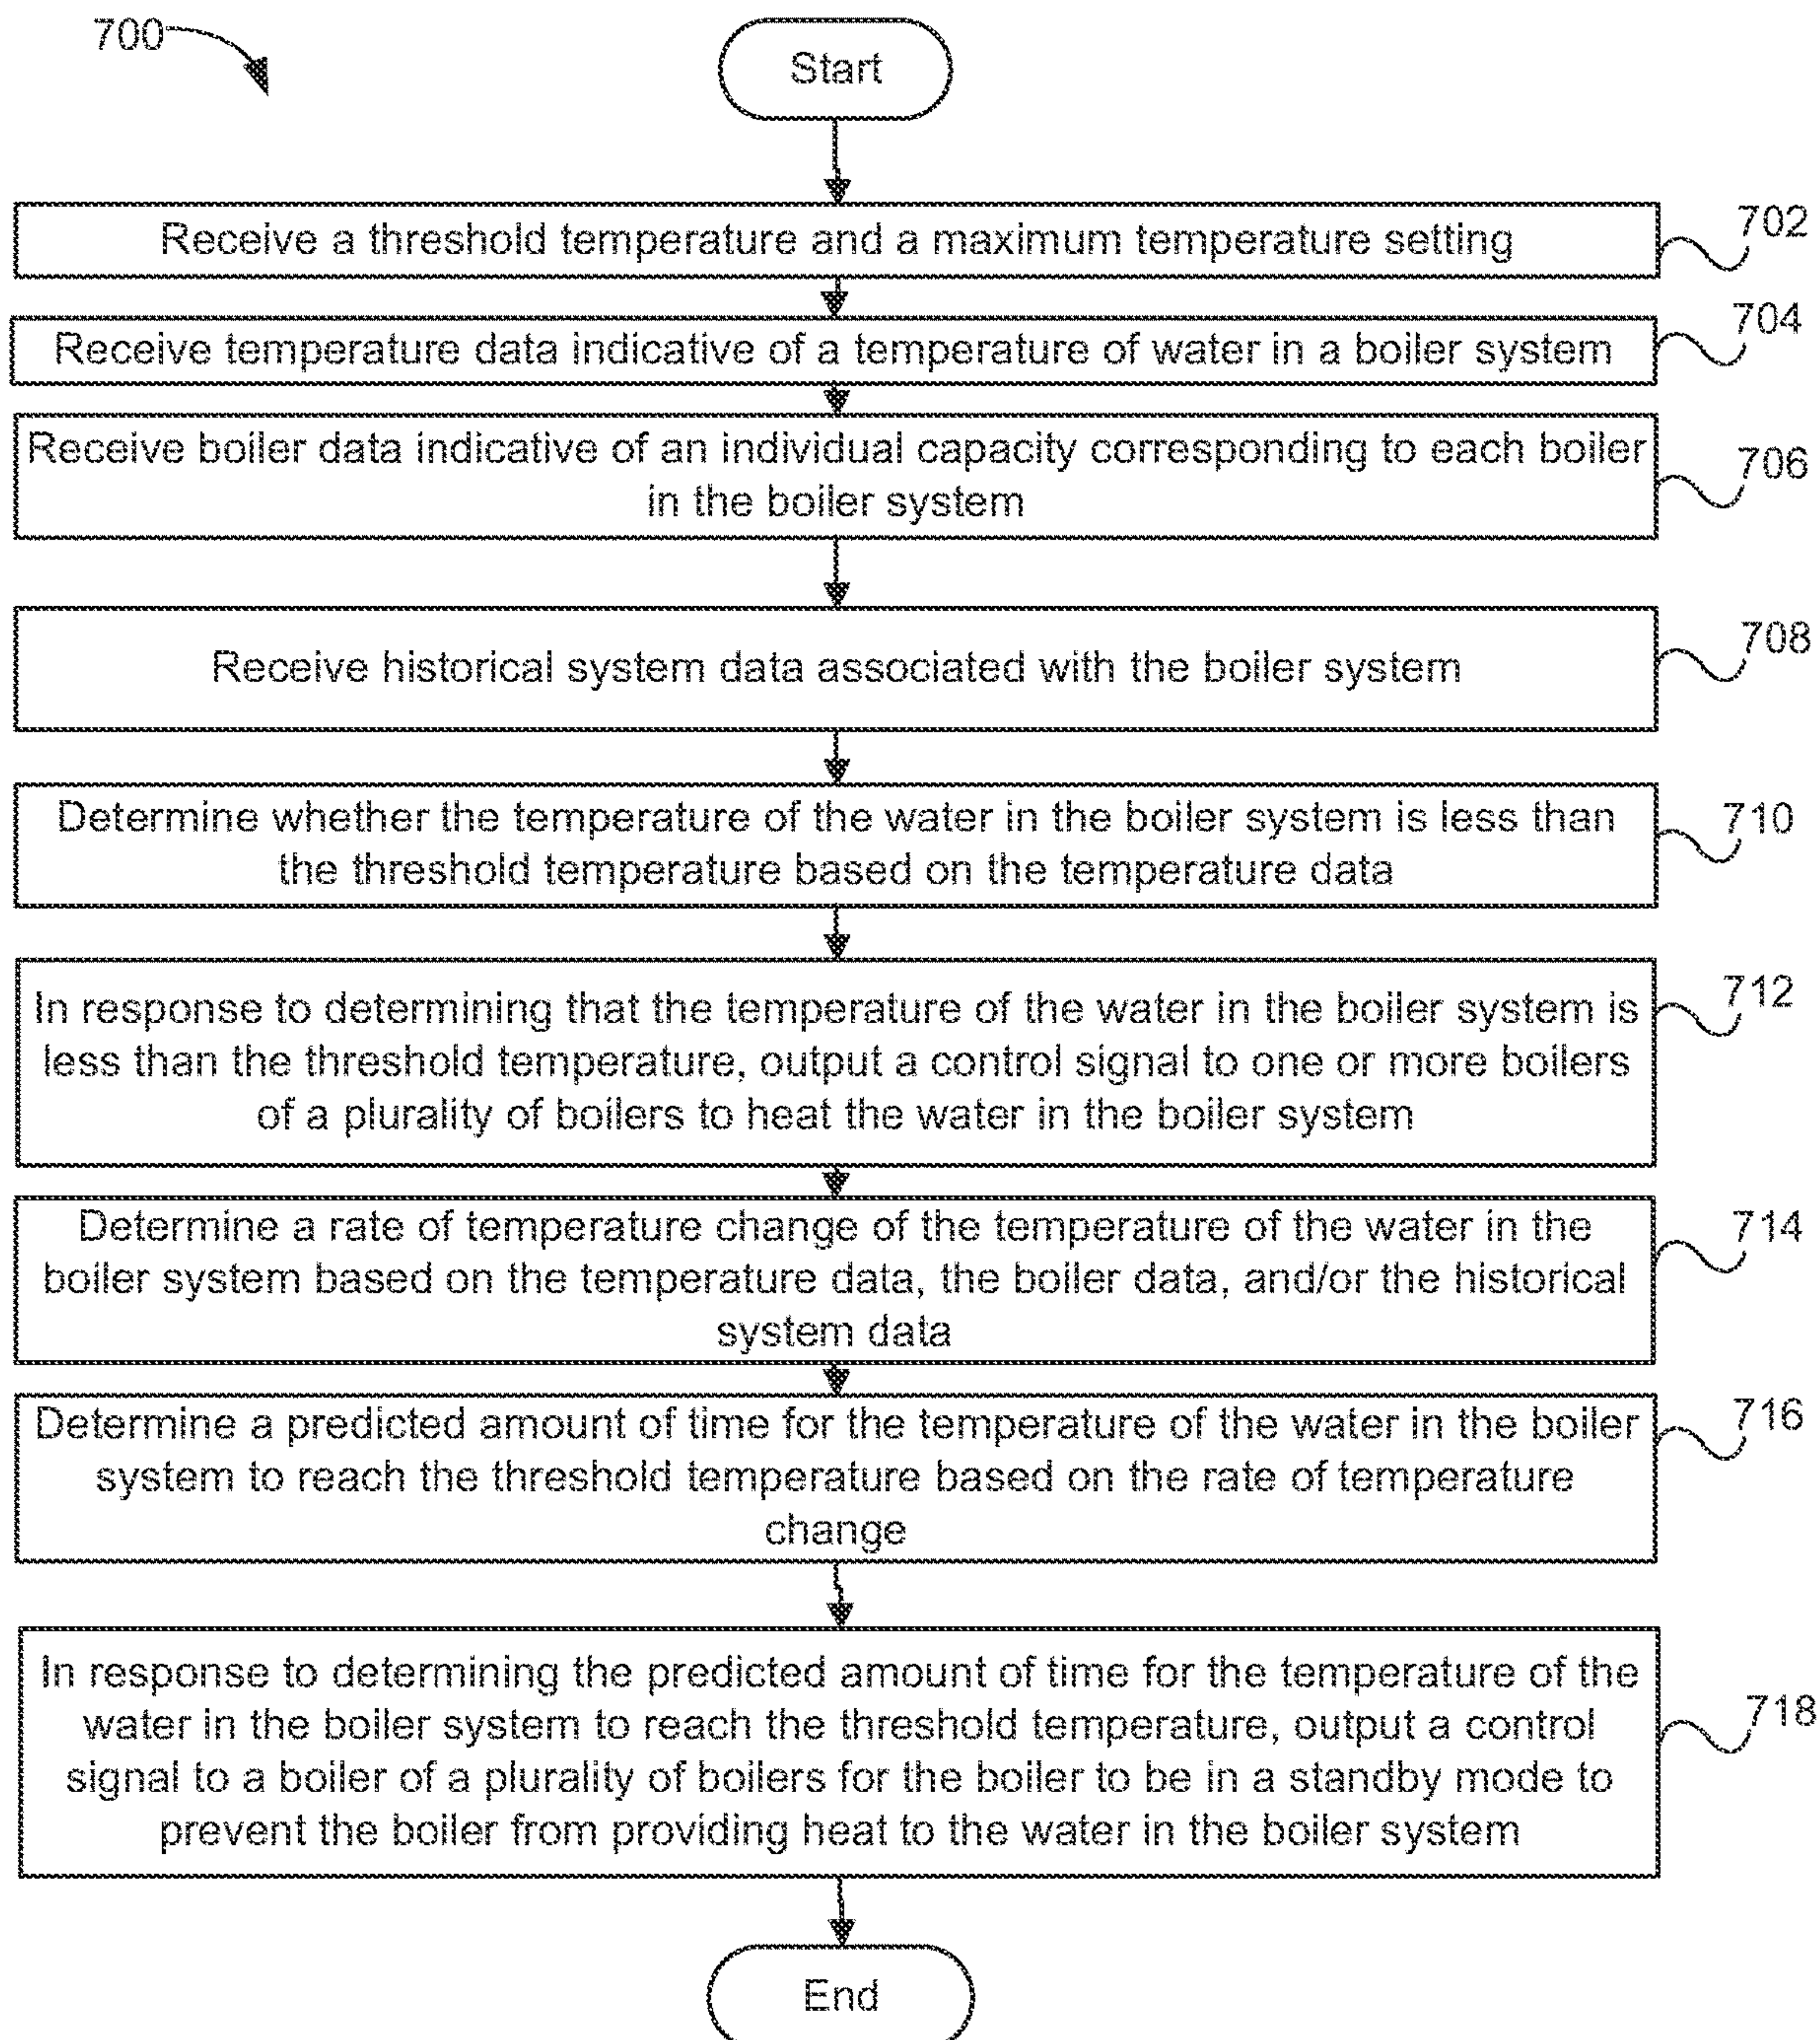 700
Start
Receive a threshold temperature and a maximum temperature setting
702
Receive temperature data indicative of a temperature of water in a boiler system
704
Receive boiler data indicative of an individual capacity corresponding to each boiler
in the boiler system
706
Receive historical system data associated with the boiler system
708
Determine whether the temperature of the water in the boiler system is less than
the threshold temperature based on the temperature data
710
In response to determining that the temperature of the water in the boiler system is
less than the threshold temperature, output a control signal to one or more boilers
of a plurality of boilers to heat the water in the boiler system
712
Determine a rate of temperature change of the temperature of the water in the
boiler system based on the temperature data, the boiler data, and/or the historical
system data
714
Determine a predicted amount of time for the temperature of the water in the boiler
system to reach the threshold temperature based on the rate of temperature
change
716
In response to determining the predicted amount of time for the temperature of the
water in the boiler system to reach the threshold temperature, output a control
signal to a boiler of a plurality of boilers for the boiler to be in a standby mode to
prevent the boiler from providing heat to the water in the boiler system
718
End